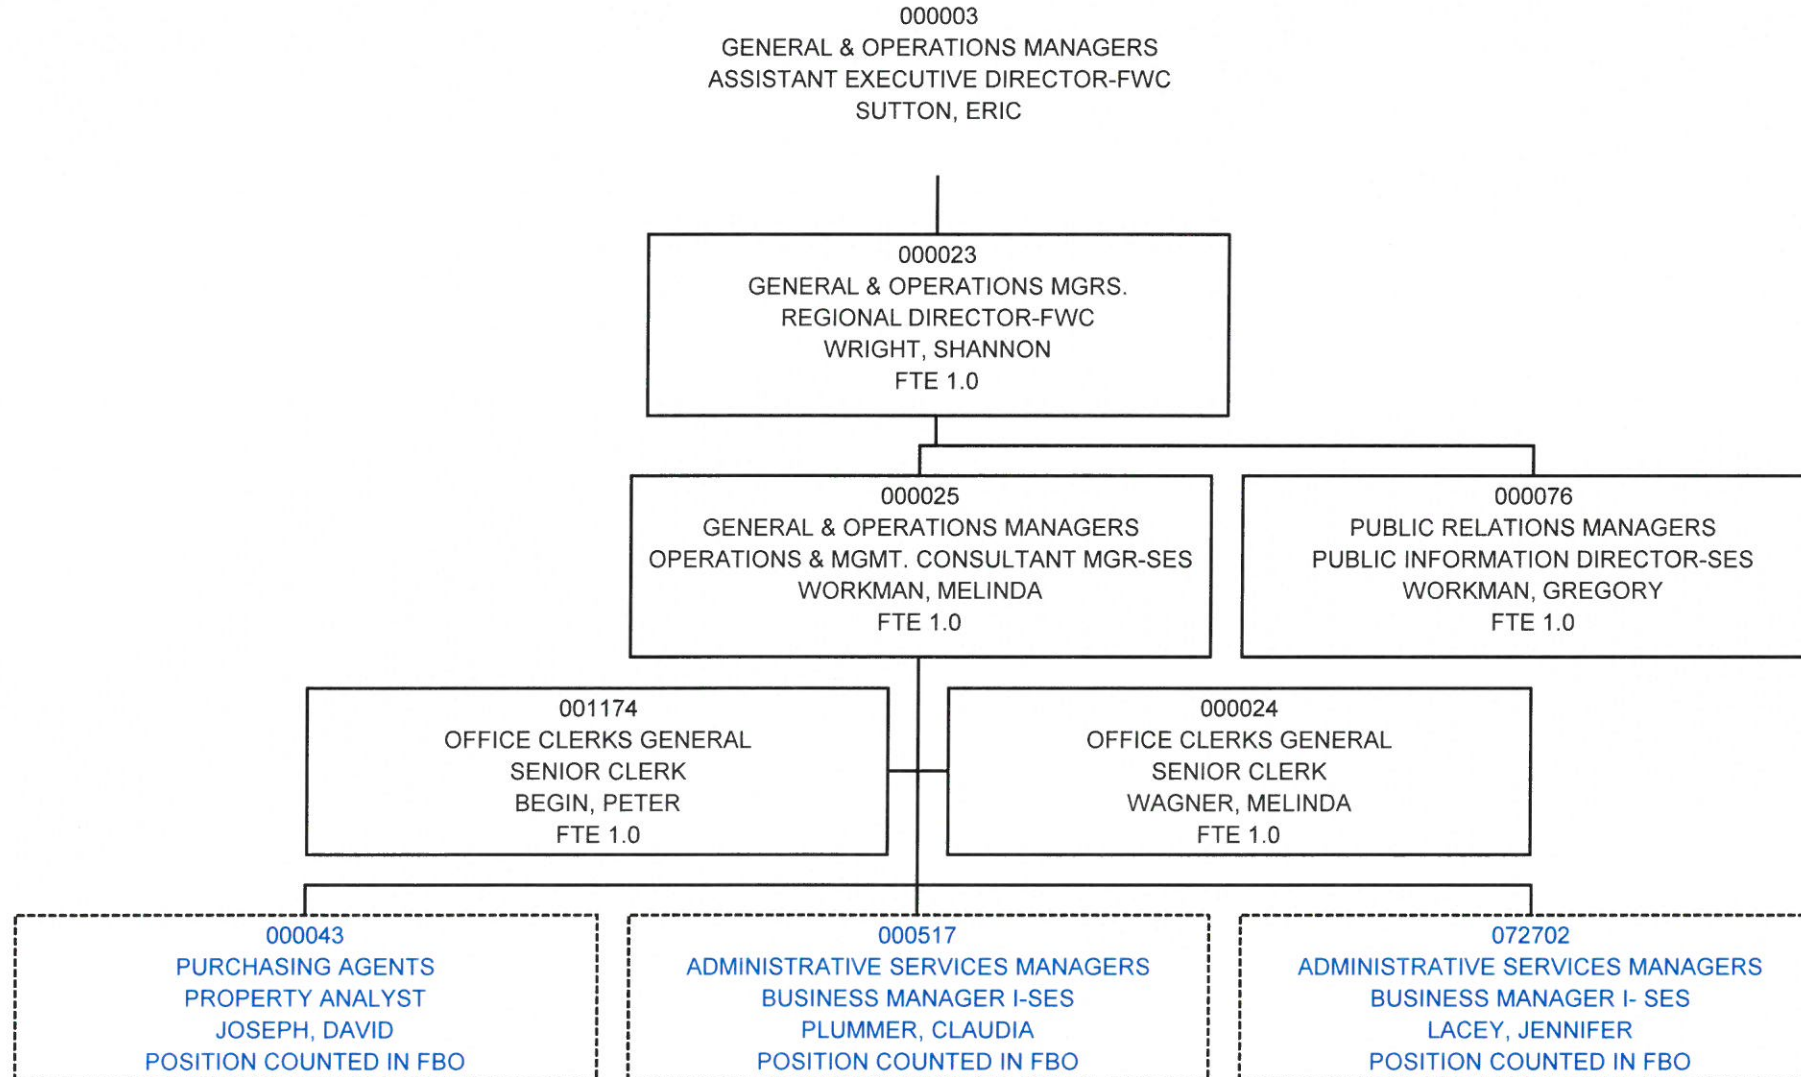 000003
GENERAL & OPERATIONS MANAGERS
ASSISTANT EXECUTIVE DIRECTOR-FWC
SUTTON, ERIC
000023
GENERAL & OPERATIONS MGRS.
REGIONAL DIRECTOR-FWC
WRIGHT, SHANNON
FTE 1.0
000025
GENERAL & OPERATIONS MANAGERS
OPERATIONS & MGMT. CONSULTANT MGR-SES
WORKMAN, MELINDA
FTE 1.0
000076
PUBLIC RELATIONS MANAGERS
PUBLIC INFORMATION DIRECTOR-SES
WORKMAN, GREGORY
FTE 1.0
001174
OFFICE CLERKS GENERAL
SENIOR CLERK
BEGIN, PETER
FTE 1.0
000024
OFFICE CLERKS GENERAL
SENIOR CLERK
WAGNER, MELINDA
FTE 1.0
000043
PURCHASING AGENTS
PROPERTY ANALYST
JOSEPH, DAVID
POSITION COUNTED IN FBO
000517
ADMINISTRATIVE SERVICES MANAGERS
BUSINESS MANAGER I-SES
PLUMMER, CLAUDIA
POSITION COUNTED IN FBO
072702
ADMINISTRATIVE SERVICES MANAGERS
BUSINESS MANAGER I- SES
LACEY, JENNIFER
POSITION COUNTED IN FBO